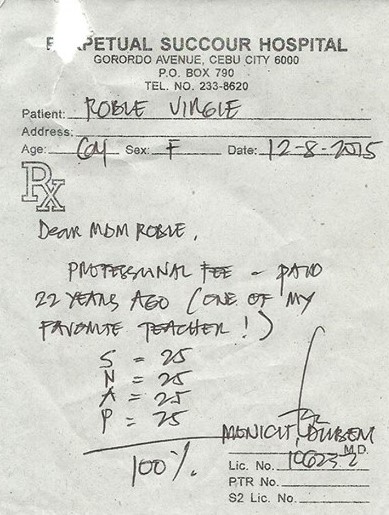 PERPETUAL SUCCOUR HOSPITAL
GORORDO AVENUE, CEBU CITY 6000
P.O. BOX 790
TEL. NO. 233-8620
Patient: ROBLE VIRGIE
Address:
Age: 64 Sex: F Date: 12-8-2015
Rx
Dear MDM ROBLE,
PROFESSIONAL FEE - PAID
22 YEARS AGO (ONE OF MY
FAVORITE TEACHER!)
S = 25
N = 25
A = 25
P = 25
100%.
M.D.
Lic. No. 106232
PTR No.
S2 Lic. No.